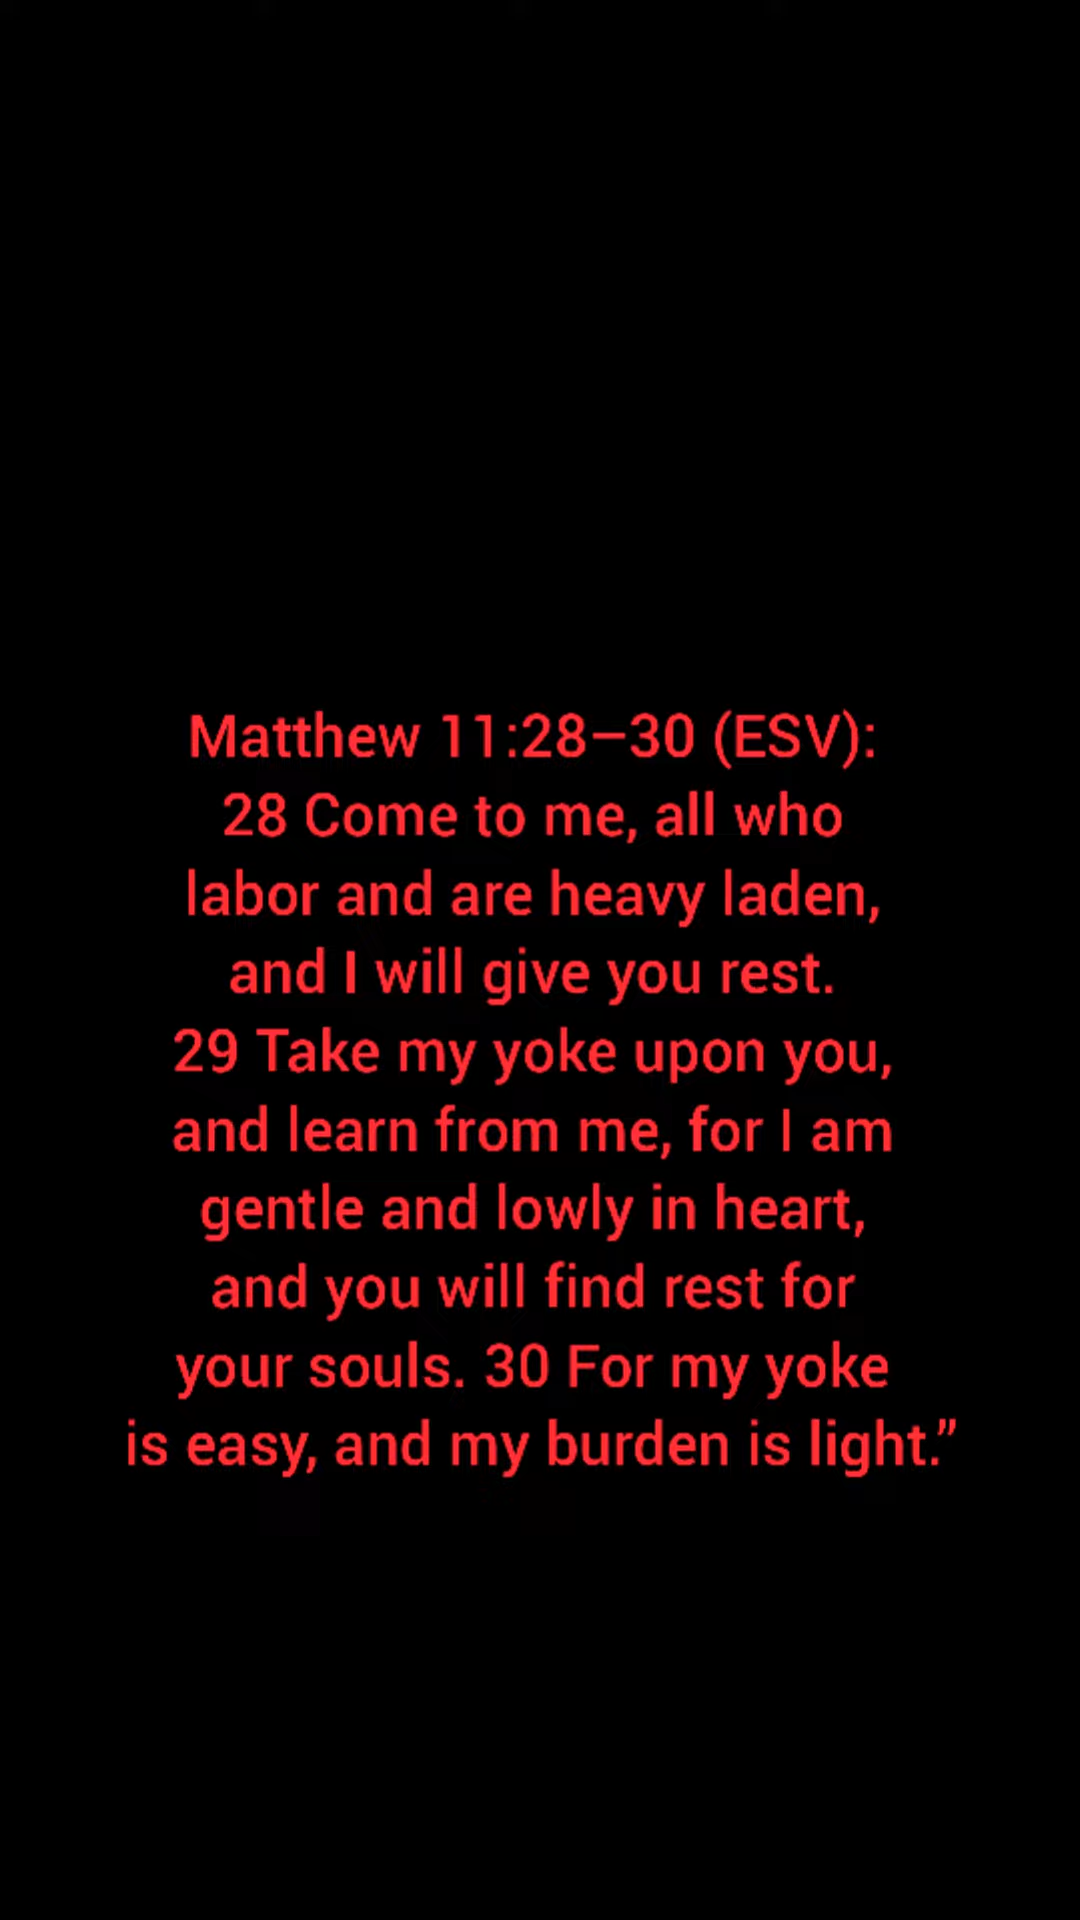 Matthew 11:28–30 (ESV):
28 Come to me, all who
labor and are heavy laden,
and I will give you rest.
29 Take my yoke upon you,
and learn from me, for I am
gentle and lowly in heart,
and you will find rest for
your souls. 30 For my yoke
is easy, and my burden is light.”